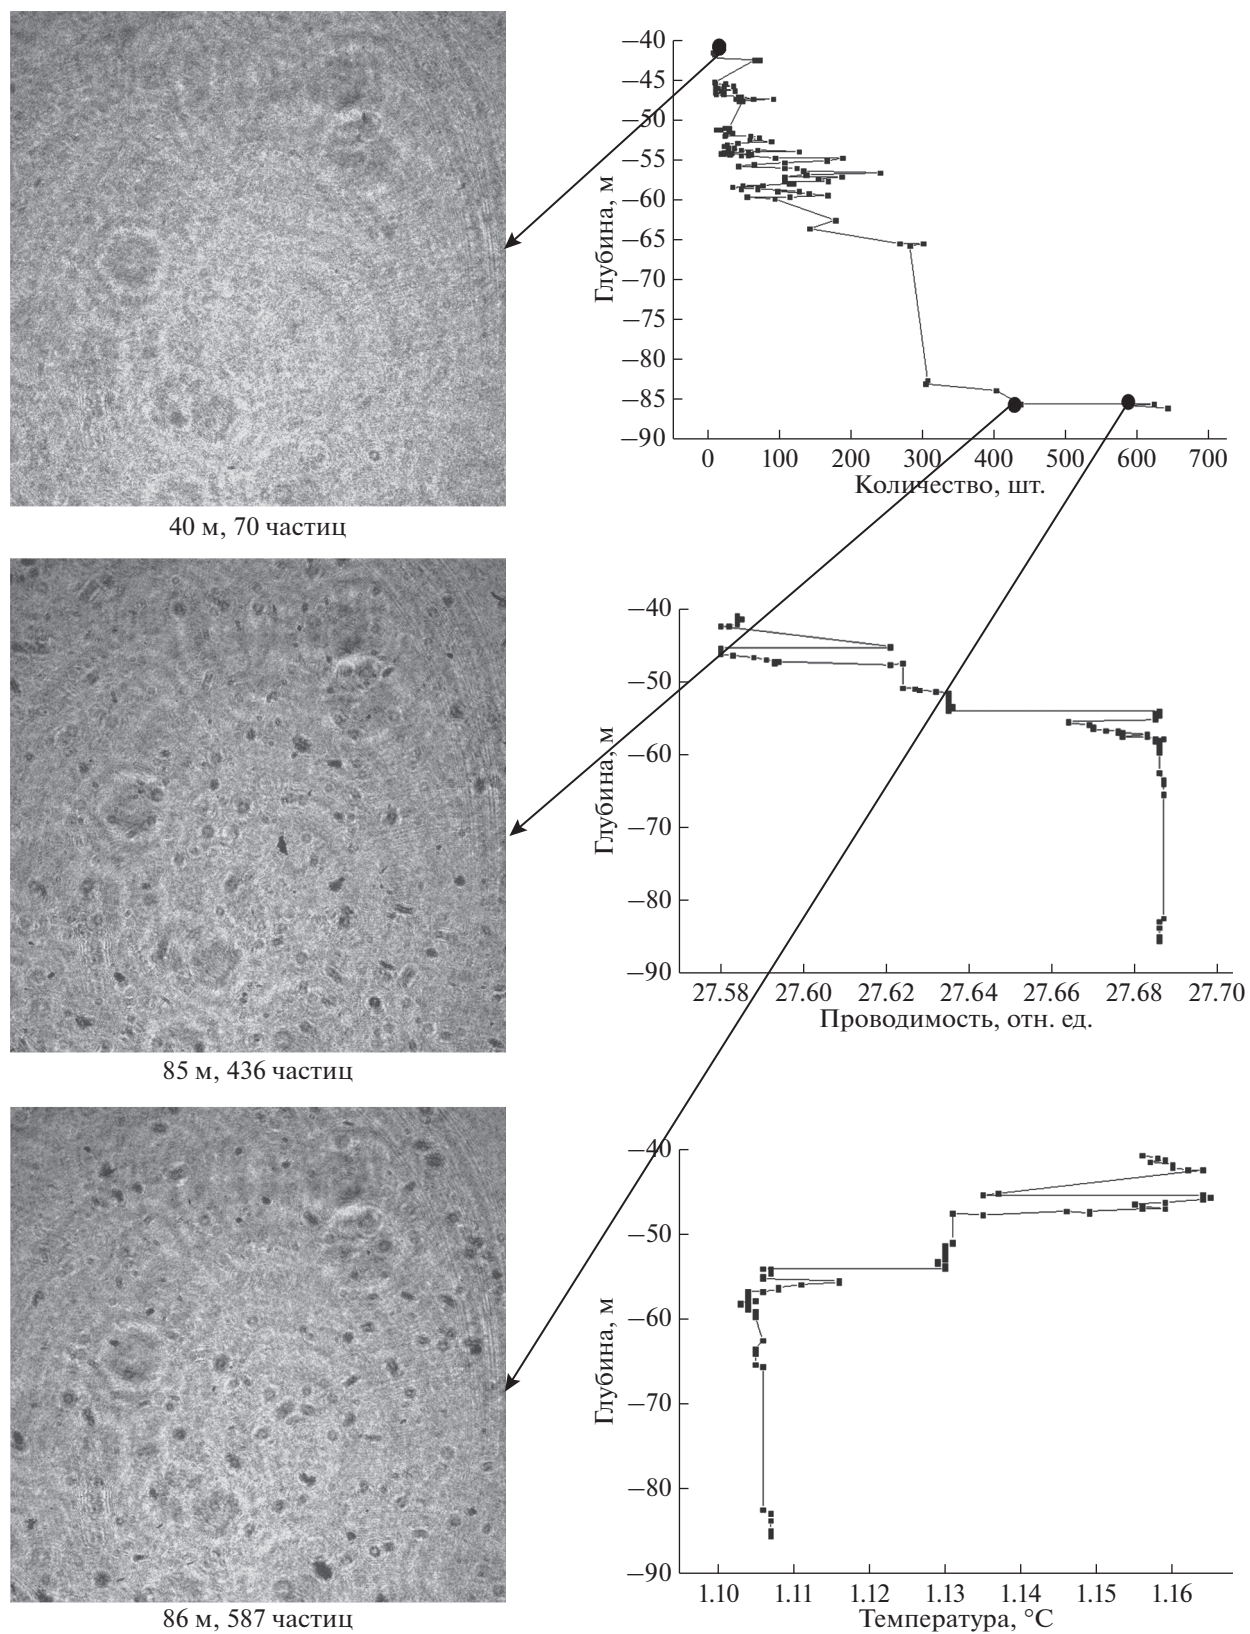 40 м, 70 частиц
85 м, 436 частиц
86 м, 587 частиц
Глубина, м
−40
−45
−50
−55
−60
−65
−70
−75
−80
−85
−90
0 100 200 300 400 500 600 700
Количество, шт.
Глубина, м
−40
−50
−60
−70
−80
−90
27.58 27.60 27.62 27.64 27.66 27.68 27.70
Проводимость, отн. ед.
Глубина, м
−40
−50
−60
−70
−80
−90
1.10 1.11 1.12 1.13 1.14 1.15 1.16
Температура, °C